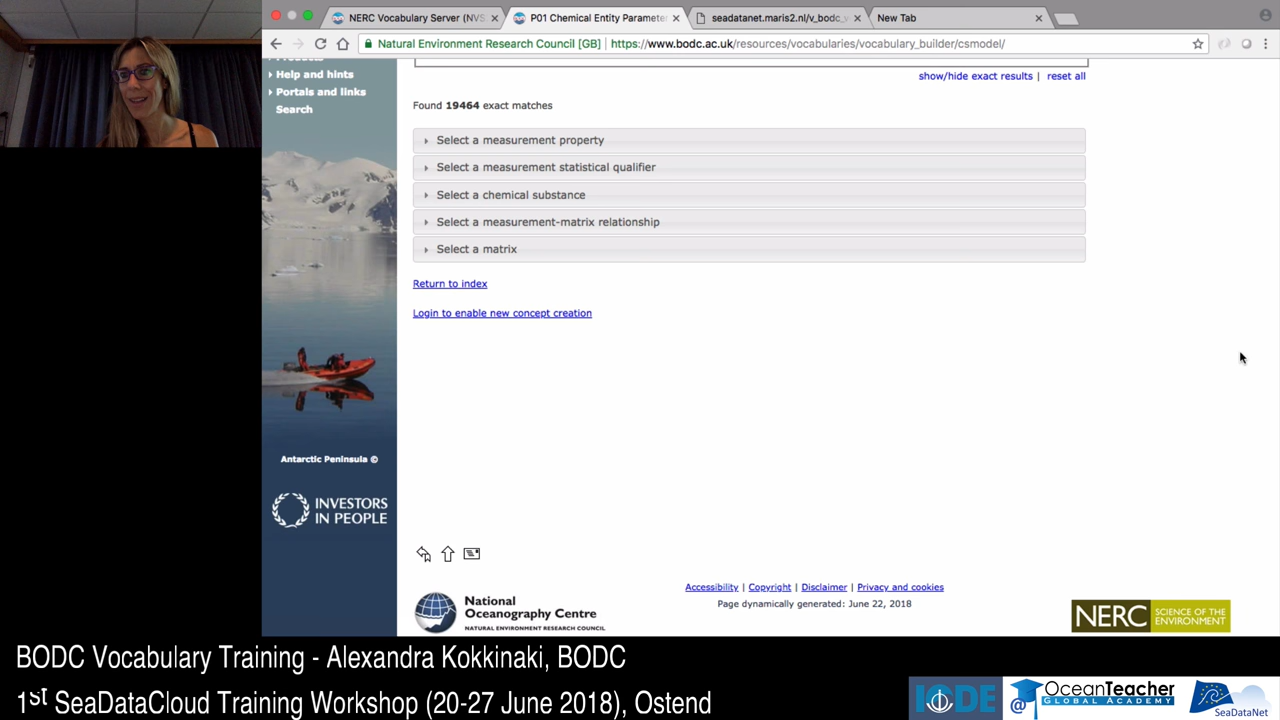 NERC Vocabulary Server (NVS
P01 Chemical Entity Paramete
seadatanet.maris2.nl/v_bodc_v
New Tab
Natural Environment Research Council [GB]
https://www.bodc.ac.uk/resources/vocabularies/vocabulary_builder/csmodel/
Products
Help and hints
Portals and links
Search
show/hide exact results | reset all
Found 19464 exact matches
Select a measurement property
Select a measurement statistical qualifier
Select a chemical substance
Select a measurement-matrix relationship
Select a matrix
Return to index
Login to enable new concept creation
Antarctic Peninsula ©
INVESTORS
IN PEOPLE
Accessibility | Copyright | Disclaimer | Privacy and cookies
Page dynamically generated: June 22, 2018
National
Oceanography Centre
NATURAL ENVIRONMENT RESEARCH COUNCIL
NERC SCIENCE OF THE
ENVIRONMENT
BODC Vocabulary Training - Alexandra Kokkinaki, BODC
1st SeaDataCloud Training Workshop (20-27 June 2018), Ostend
IODE
@ OceanTeacher
GLOBAL ACADEMY
SeaDataNet